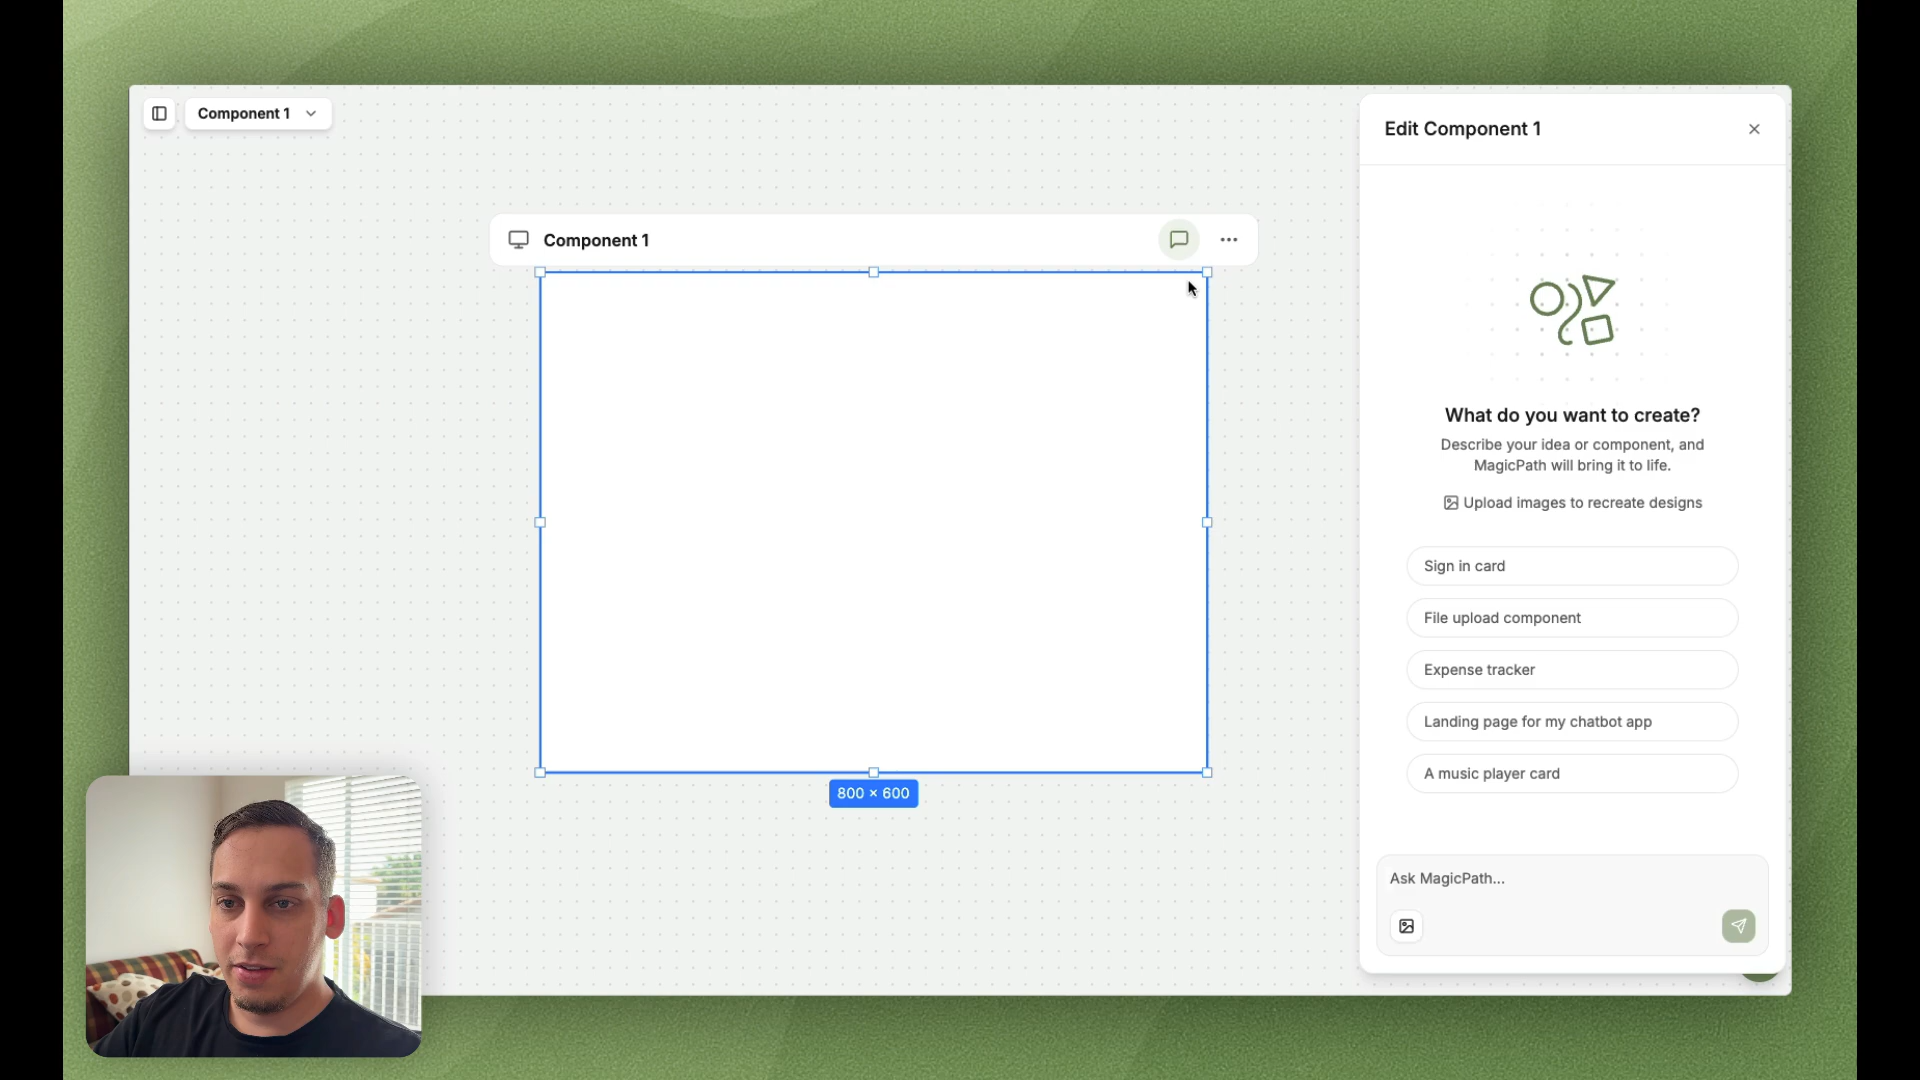 Component 1
Edit Component 1
Component 1
What do you want to create?
Describe your idea or component, and
MagicPath will bring it to life.
Upload images to recreate designs
Sign in card
File upload component
Expense tracker
Landing page for my chatbot app
A music player card
800 × 600
Ask MagicPath...